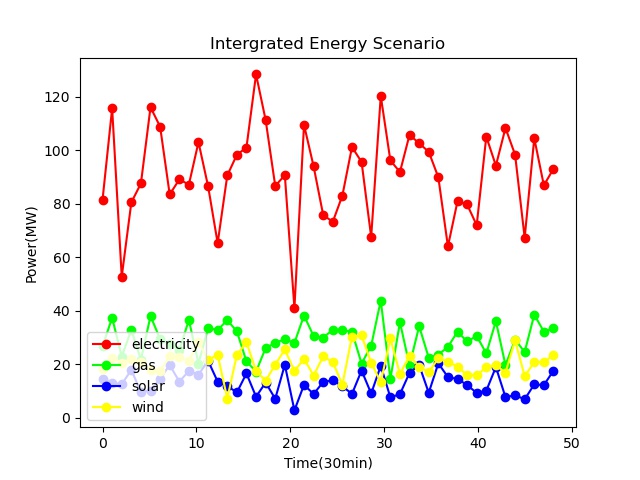 Intergrated Energy Scenario
Power(MW)
120
100
80
60
40
20
0
electricity
gas
solar
wind
0 10 20 30 40 50
Time(30min)